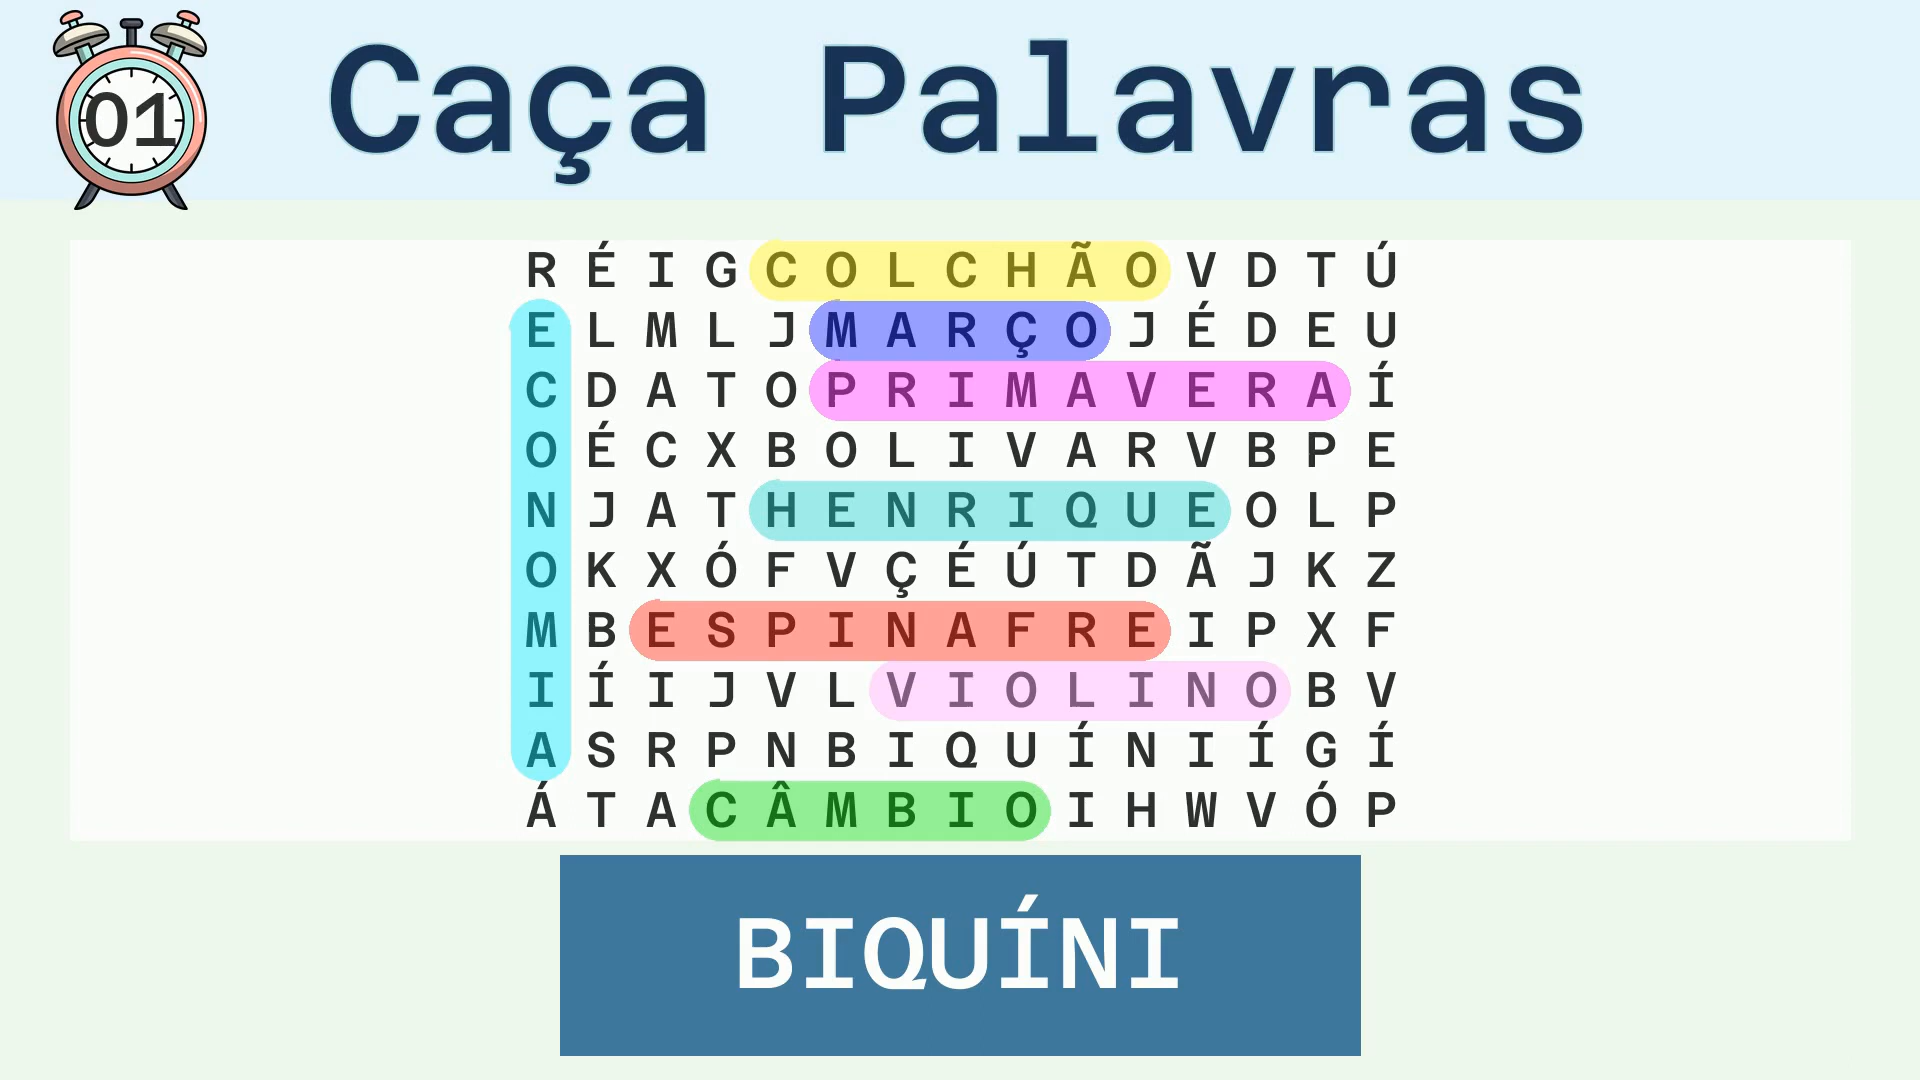 01
Caça Palavras
R É I G C O L C H Ã O V D T Ú
E L M L J M A R Ç O J É D E U
C D A T O P R I M A V E R A Í
O É C X B O L I V A R V B P E
N J A T H E N R I Q U E O L P
O K X Ó F V Ç É Ú T D Ã J K Z
M B E S P I N A F R E I P X F
I Í I J V L V I O L I N O B V
A S R P N B I Q U Í N I Í G Í
Á T A C Â M B I O I H W V Ó P
BIQUÍNI